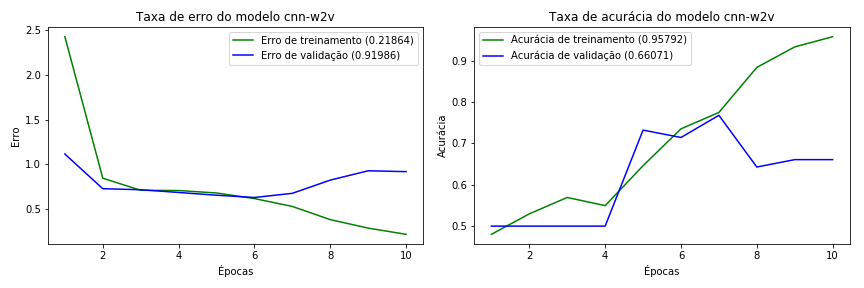 Taxa de erro do modelo cnn-w2v
Erro de treinamento (0.21864)
Erro de validação (0.91986)
2.5
2.0
1.5
1.0
0.5
Erro
2 4 6 8 10
Épocas
Taxa de acurácia do modelo cnn-w2v
Acurácia de treinamento (0.95792)
Acurácia de validação (0.66071)
0.9
0.8
0.7
0.6
0.5
Acurácia
2 4 6 8 10
Épocas